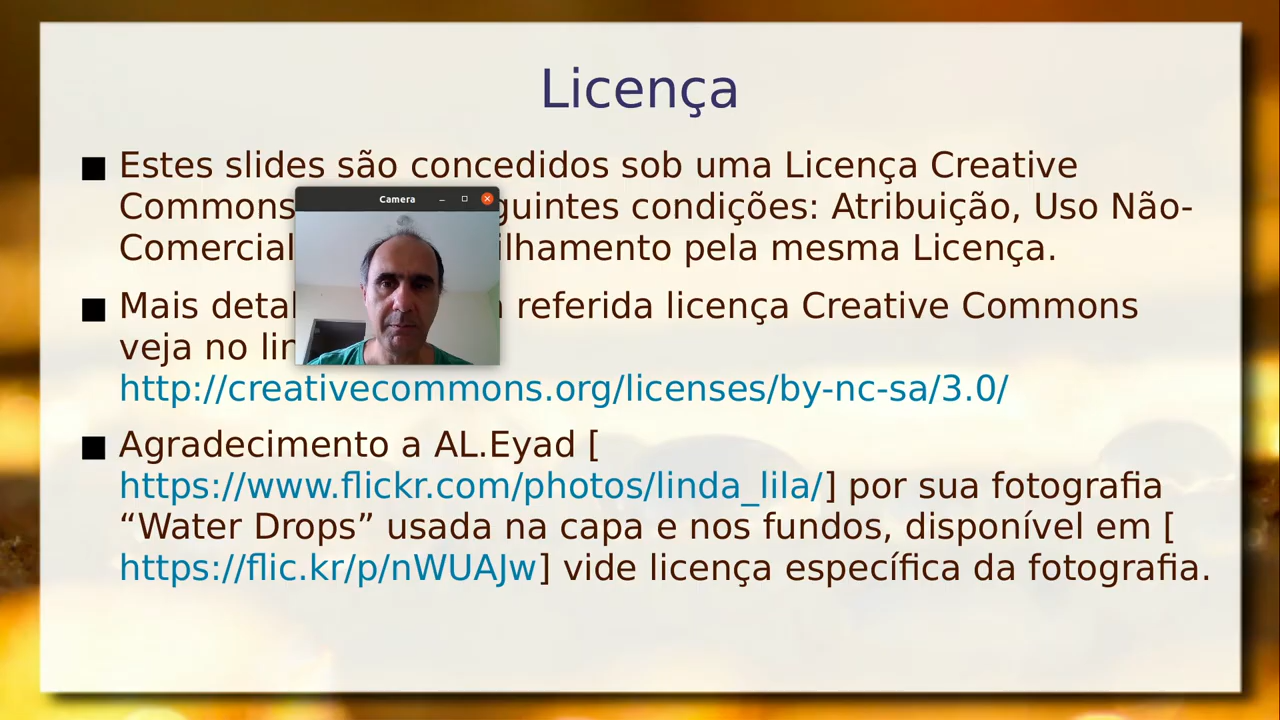 Licença
Estes slides são concedidos sob uma Licença Creative
Commons
Camera
guintes condições: Atribuição, Uso Não-
Comercial
ilhamento pela mesma Licença.
Mais detal
referida licença Creative Commons
veja no lin
http://creativecommons.org/licenses/by-nc-sa/3.0/
Agradecimento a AL.Eyad [
https://www.flickr.com/photos/linda_lila/] por sua fotografia
“Water Drops” usada na capa e nos fundos, disponível em [
https://flic.kr/p/nWUAJw] vide licença específica da fotografia.